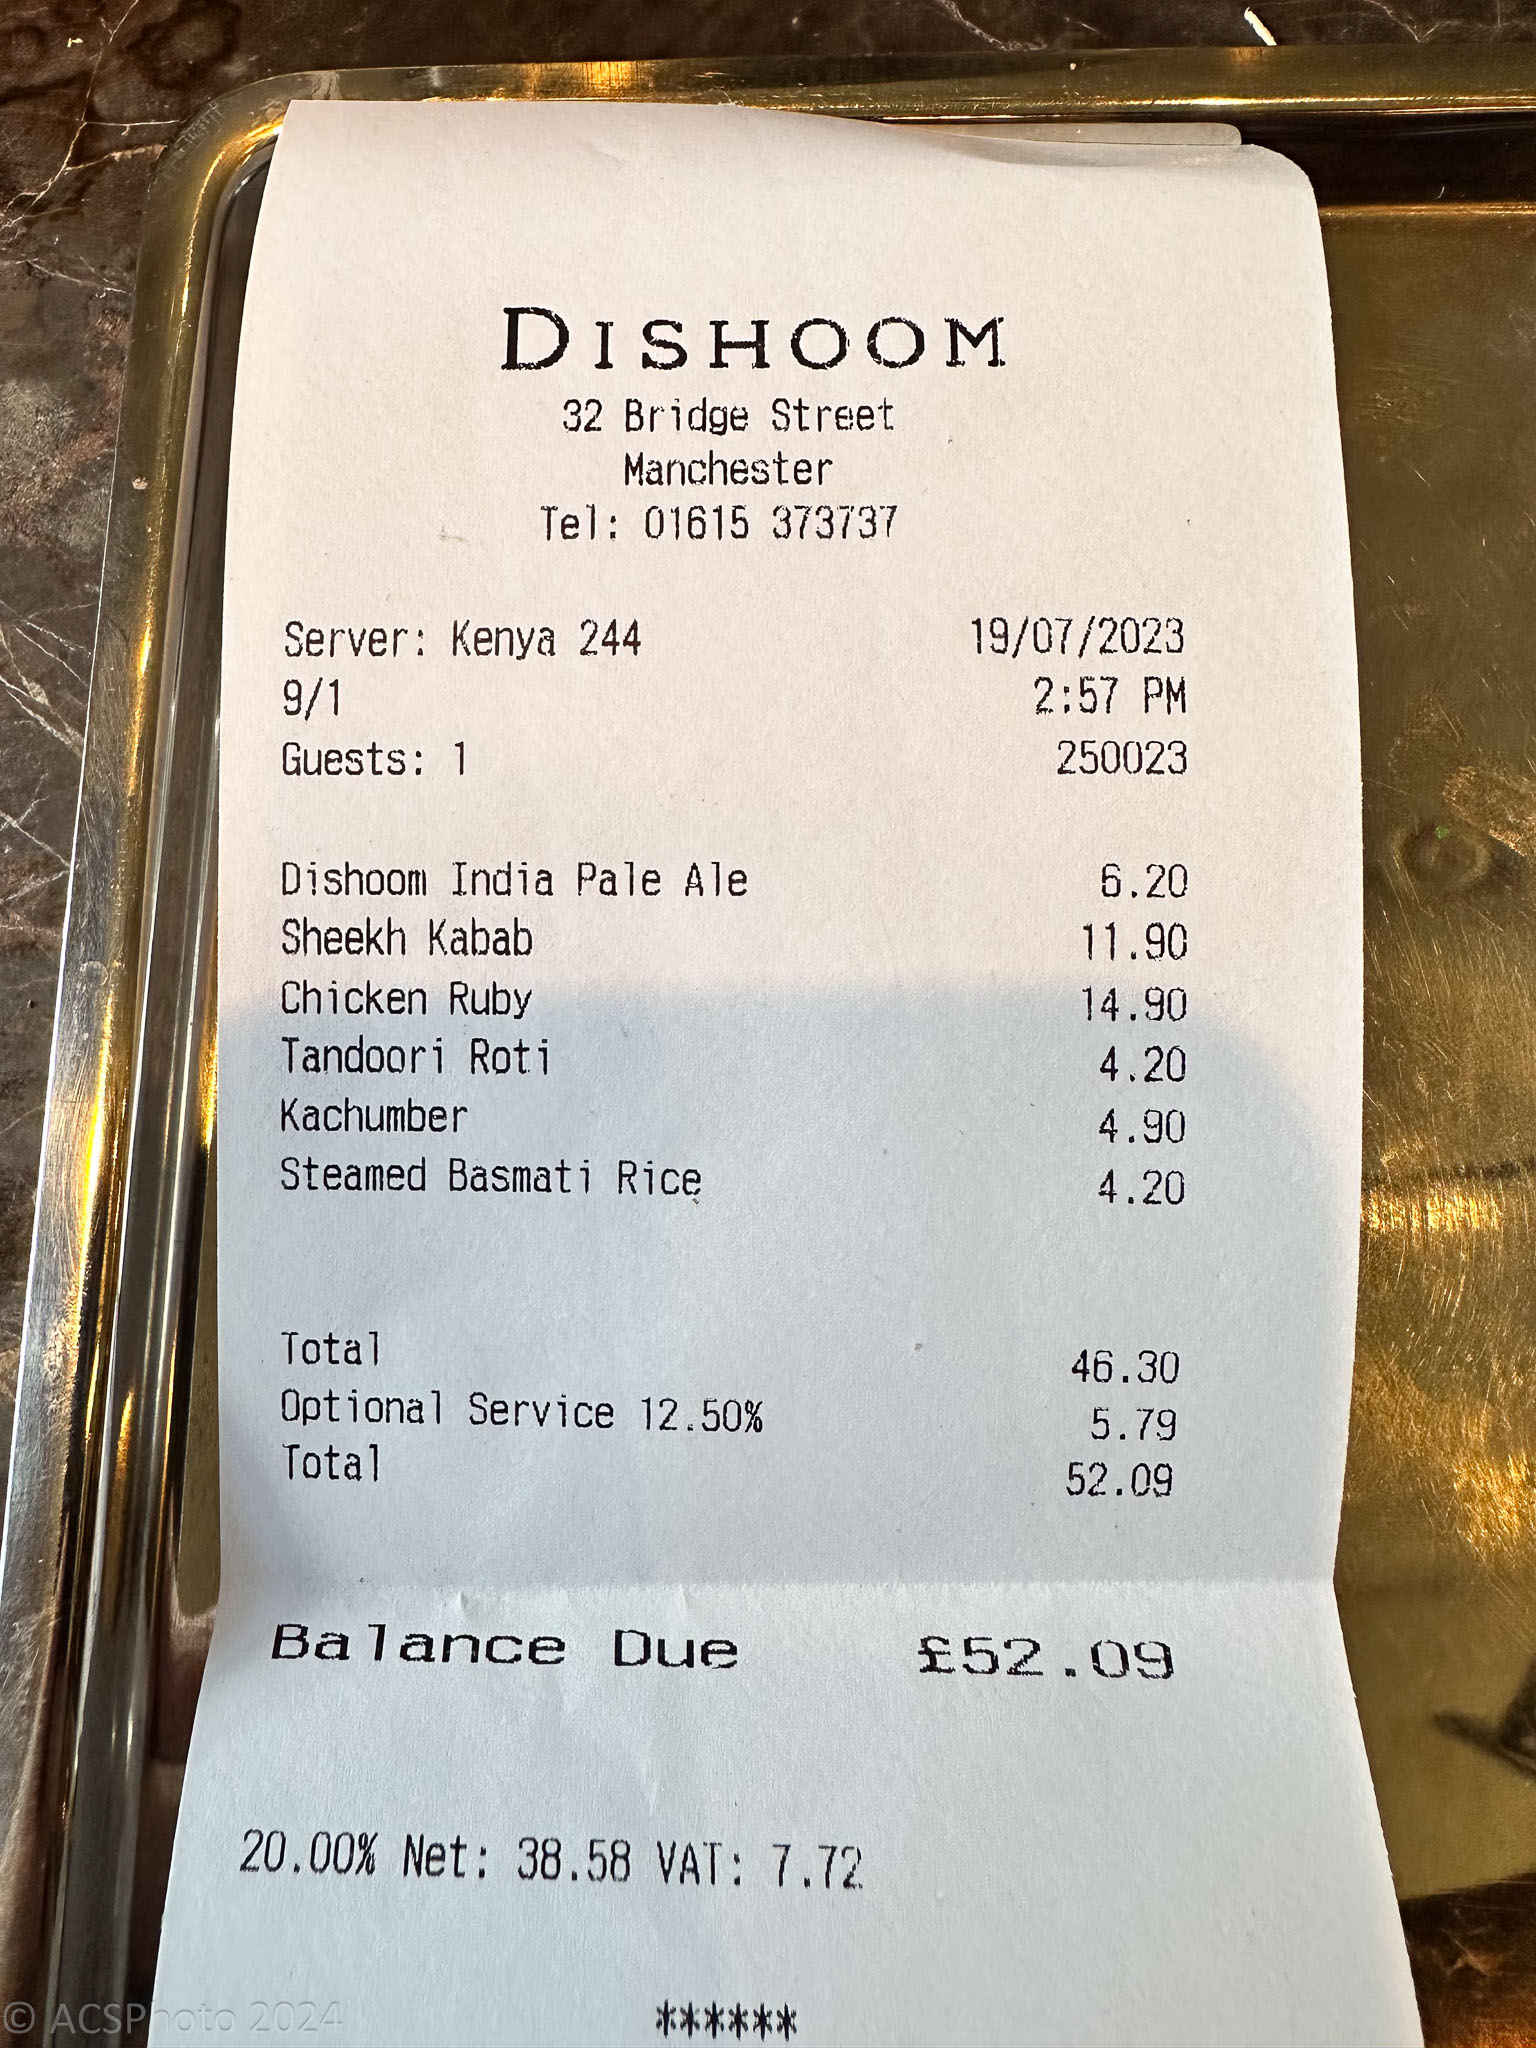 DISHOOM
32 Bridge Street
Manchester
Tel: 01615 373737
Server: Kenya 244 19/07/2023
9/1 2:57 PM
Guests: 1 250023
Dishoom India Pale Ale 6.20
Sheekh Kabab 11.90
Chicken Ruby 14.90
Tandoori Roti 4.20
Kachumber 4.90
Steamed Basmati Rice 4.20
Total 46.30
Optional Service 12.50% 5.79
Total 52.09
Balance Due £52.09
20.00% Net: 38.58 VAT: 7.72
******
© ACSPhoto 2024